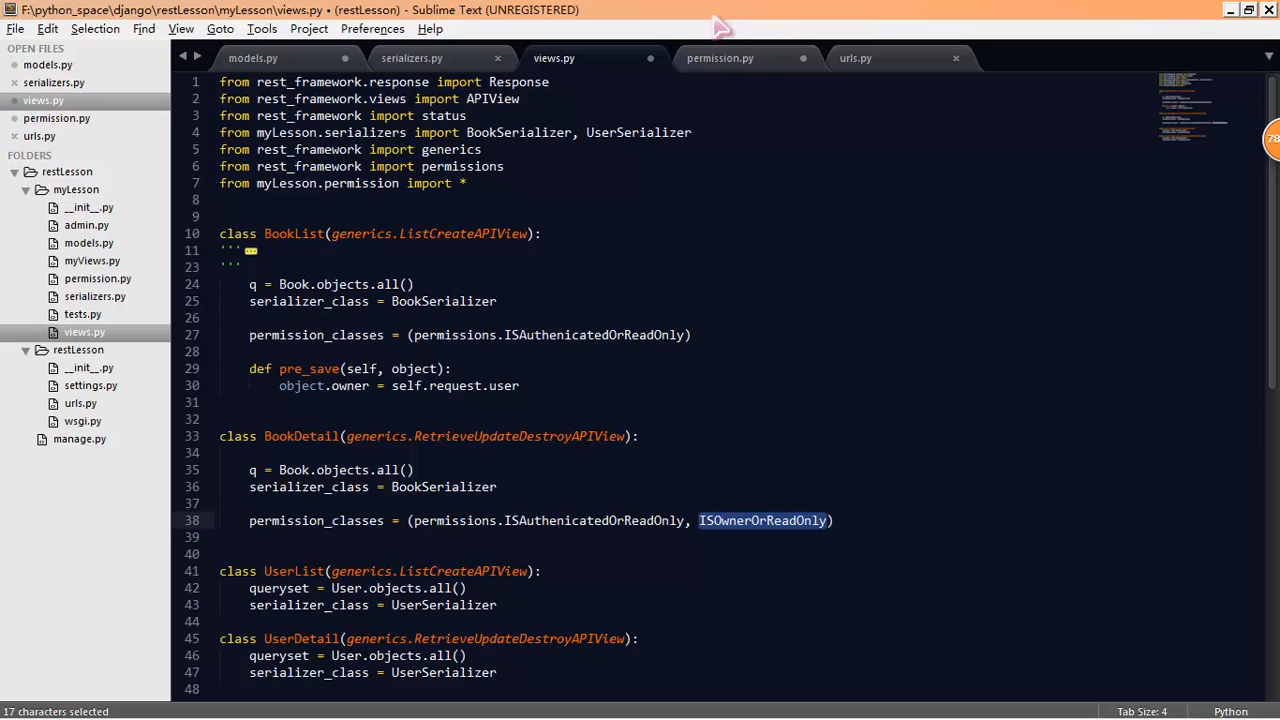 F:\python_space\django\restLesson\myLesson\views.py • (restLesson) - Sublime Text (UNREGISTERED)
File Edit Selection Find View Goto Tools Project Preferences Help
OPEN FILES
models.py
serializers.py
views.py
permission.py
urls.py
FOLDERS
restLesson
myLesson
__init__.py
admin.py
models.py
myViews.py
permission.py
serializers.py
tests.py
views.py
restLesson
__init__.py
settings.py
urls.py
wsgi.py
manage.py
models.py serializers.py views.py permission.py urls.py
1 from rest_framework.response import Response
2 from rest_framework.views import APIView
3 from rest_framework import status
4 from myLesson.serializers import BookSerializer, UserSerializer
5 from rest_framework import generics
6 from rest_framework import permissions
7 from myLesson.permission import *
8
9
10 class BookList(generics.ListCreateAPIView):
11 '''
23 '''
24 q = Book.objects.all()
25 serializer_class = BookSerializer
26
27 permission_classes = (permissions.ISAuthenicatedOrReadOnly)
28
29 def pre_save(self, object):
30 object.owner = self.request.user
31
32
33 class BookDetail(generics.RetrieveUpdateDestroyAPIView):
34
35 q = Book.objects.all()
36 serializer_class = BookSerializer
37
38 permission_classes = (permissions.ISAuthenicatedOrReadOnly, ISOwnerOrReadOnly)
39
40
41 class UserList(generics.ListCreateAPIView):
42 queryset = User.objects.all()
43 serializer_class = UserSerializer
44
45 class UserDetail(generics.RetrieveUpdateDestroyAPIView):
46 queryset = User.objects.all()
47 serializer_class = UserSerializer
48
78
17 characters selected Tab Size: 4 Python